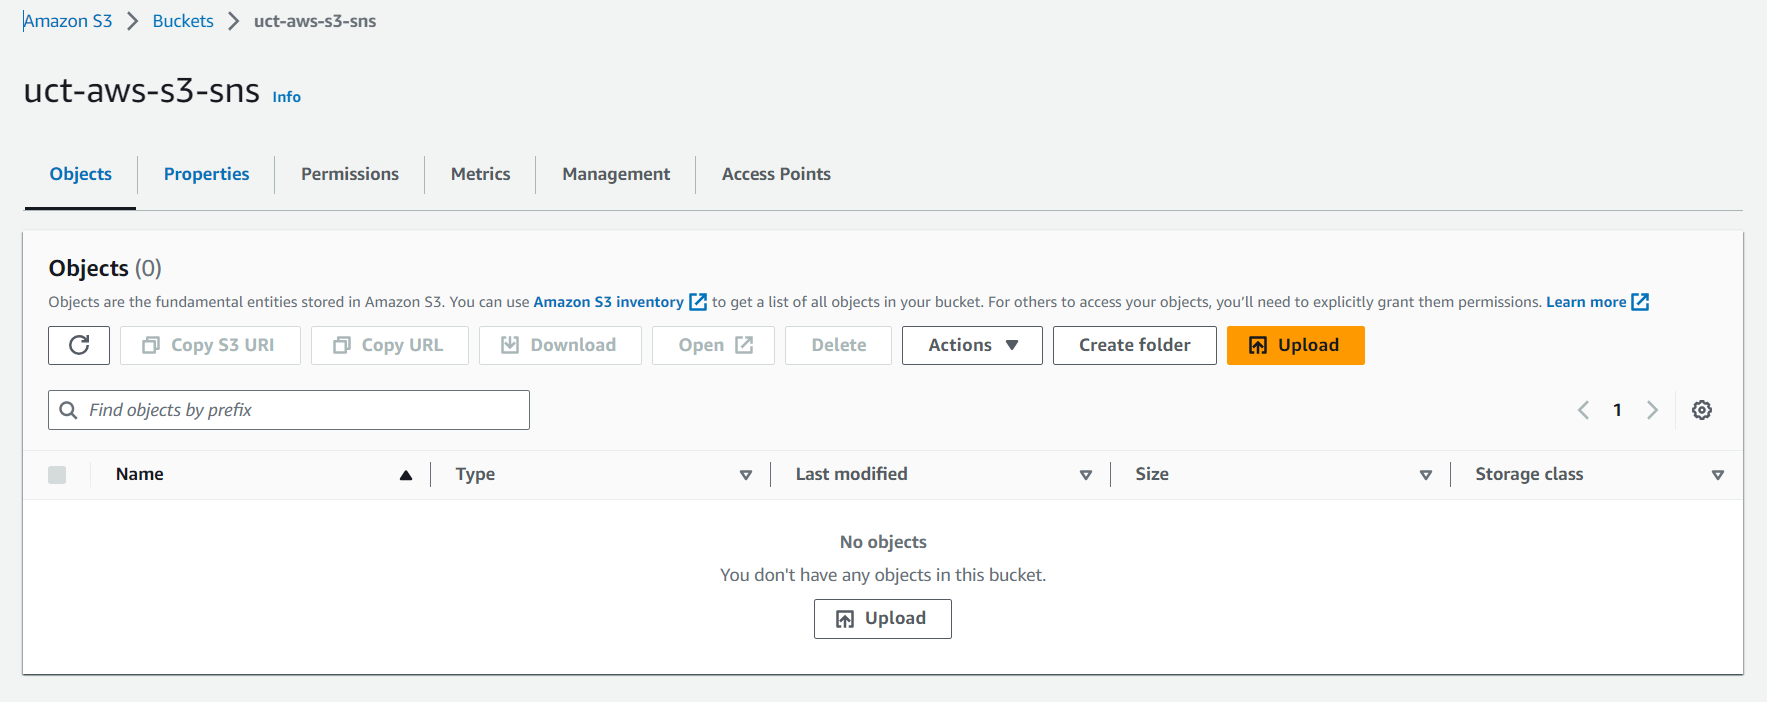 Amazon S3 > Buckets > uct-aws-s3-sns
uct-aws-s3-sns Info
Objects Properties Permissions Metrics Management Access Points
Objects (0)
Objects are the fundamental entities stored in Amazon S3. You can use Amazon S3 inventory to get a list of all objects in your bucket. For others to access your objects, you'll need to explicitly grant them permissions. Learn more
Copy S3 URI Copy URL Download Open Delete Actions Create folder Upload
Find objects by prefix 1
Name Type Last modified Size Storage class
No objects
You don't have any objects in this bucket.
Upload